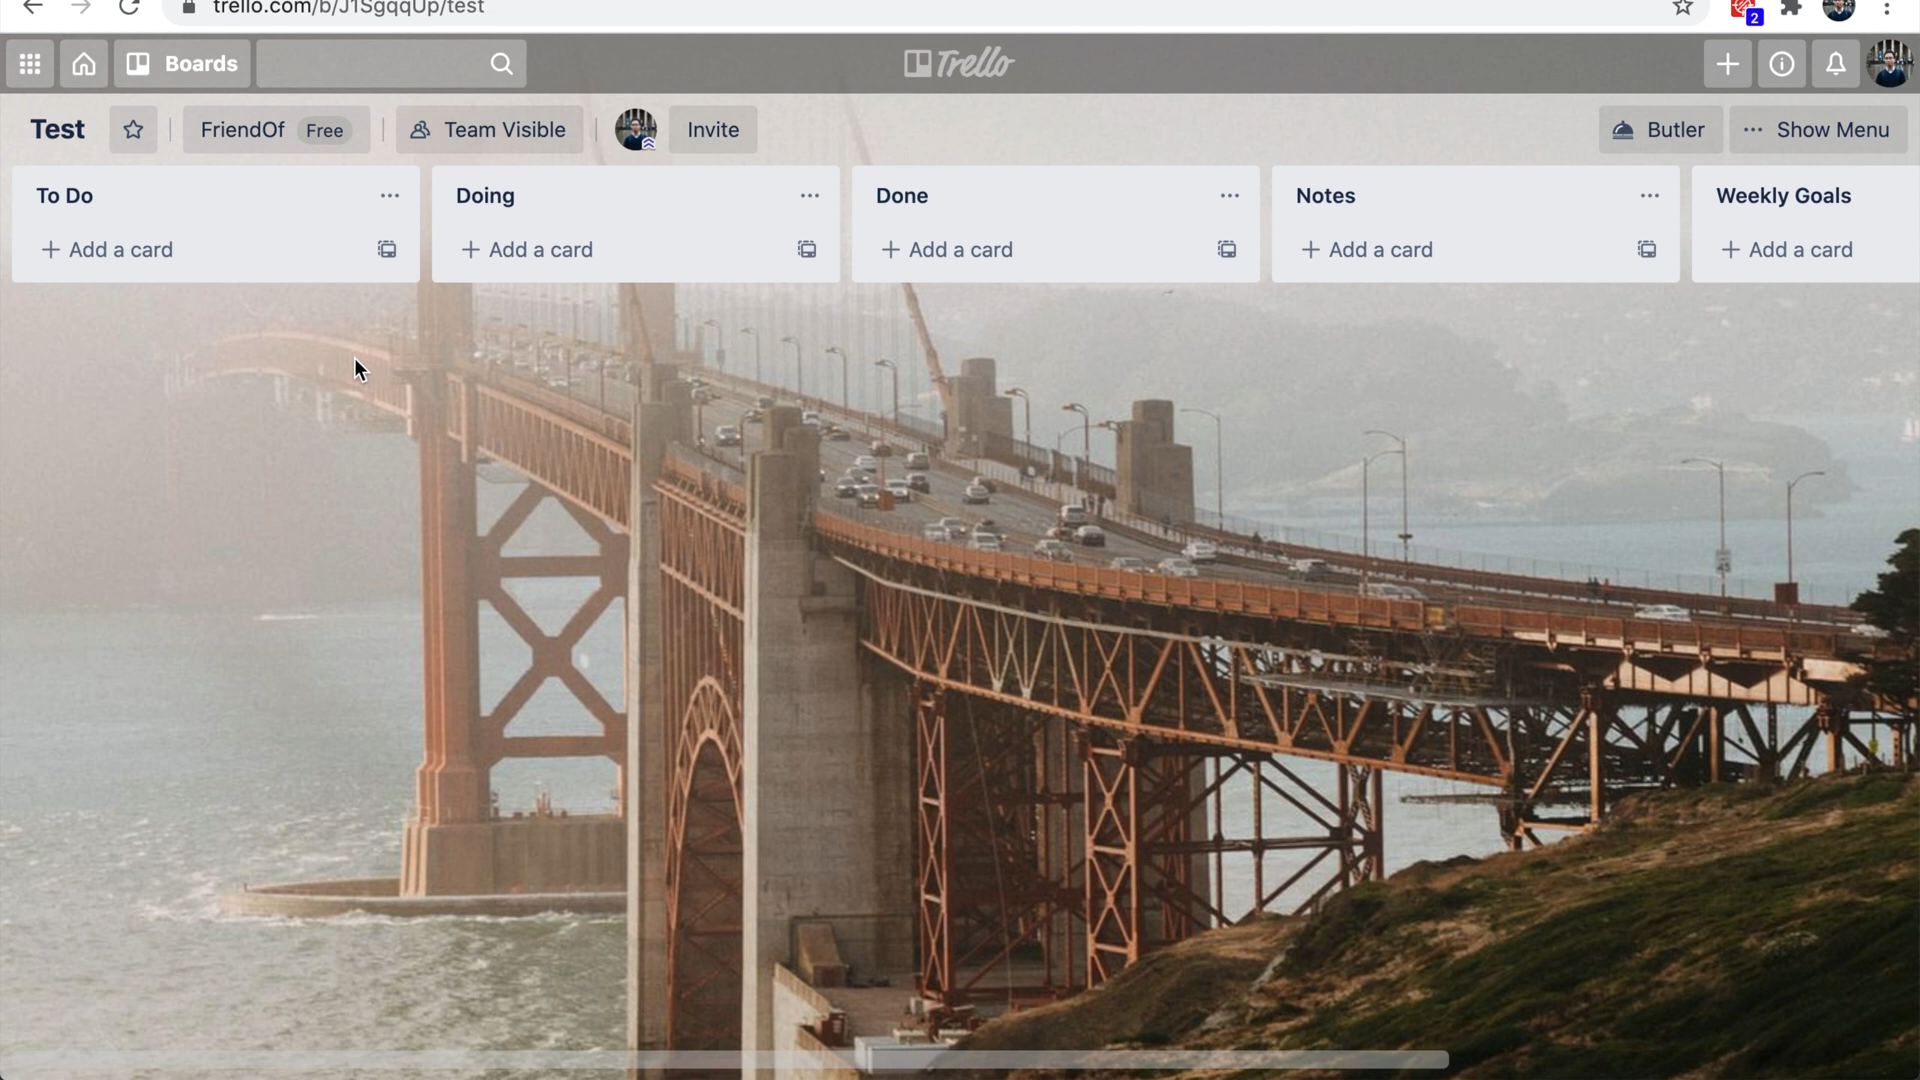 trello.com/b/J1SgqqUp/test
2
Boards
Trello
Test
FriendOf Free
Team Visible
Invite
Butler
Show Menu
To Do
Add a card
Doing
Add a card
Done
Add a card
Notes
Add a card
Weekly Goals
Add a card